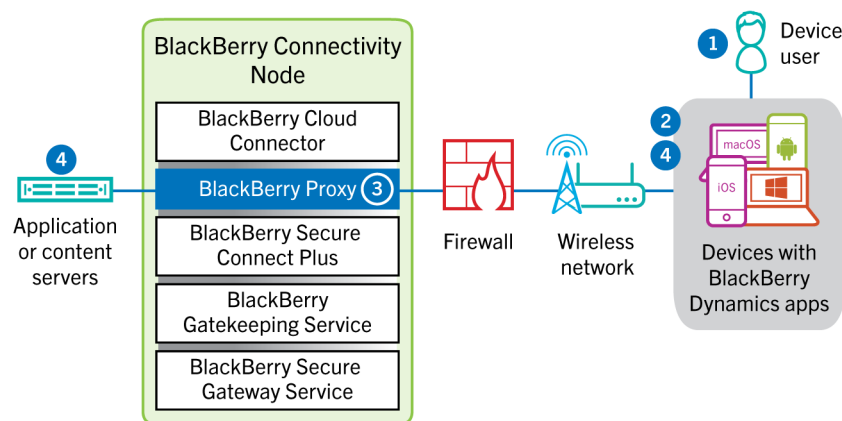 BlackBerry Connectivity
Node
BlackBerry Cloud
Connector
BlackBerry Proxy 3
BlackBerry Secure
Connect Plus
BlackBerry
Gatekeeping Service
BlackBerry Secure
Gateway Service
4
Application
or content
servers
Firewall
Wireless
network
1
Device
user
2
4
macOS
iOS
Devices with
BlackBerry
Dynamics apps